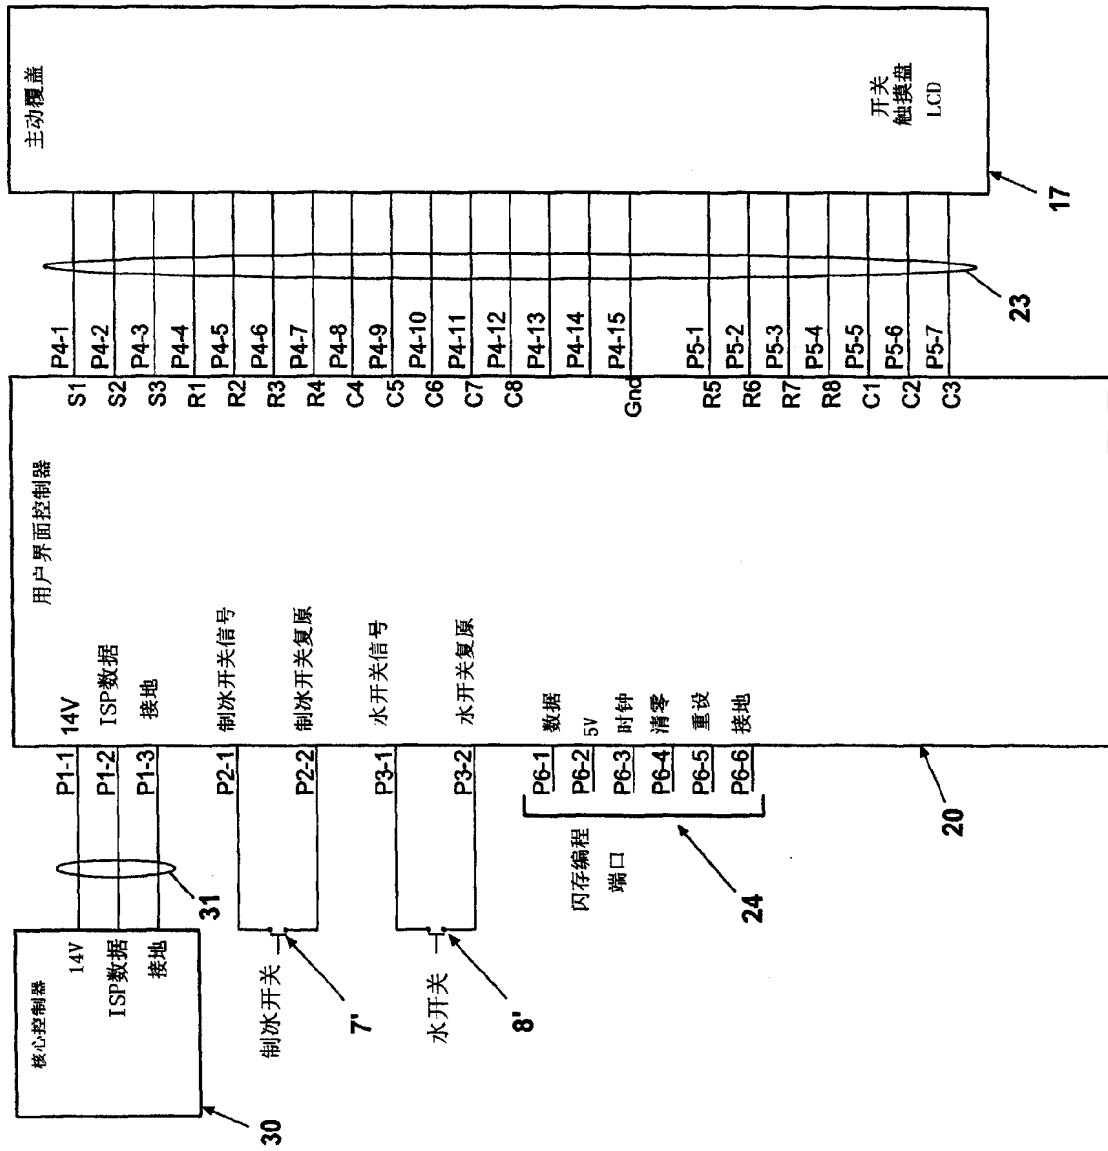 核心控制器
14V
ISP数据
接地
30
31
制冰开关
7'
水开关
8'
闪存编程
端口
24
P1-1
P1-2
P1-3
P2-1
P2-2
P3-1
P3-2
P6-1
P6-2
P6-3
P6-4
P6-5
P6-6
用户界面控制器
14V
ISP数据
接地
制冰开关信号
制冰开关复原
水开关信号
水开关复原
数据
5V
时钟
清零
重设
接地
20
S1
S2
S3
R1
R2
R3
R4
C4
C5
C6
C7
C8
Gnd
R5
R6
R7
R8
C1
C2
C3
P4-1
P4-2
P4-3
P4-4
P4-5
P4-6
P4-7
P4-8
P4-9
P4-10
P4-11
P4-12
P4-13
P4-14
P4-15
P5-1
P5-2
P5-3
P5-4
P5-5
P5-6
P5-7
23
主动覆盖
开关
触摸盘
LCD
17